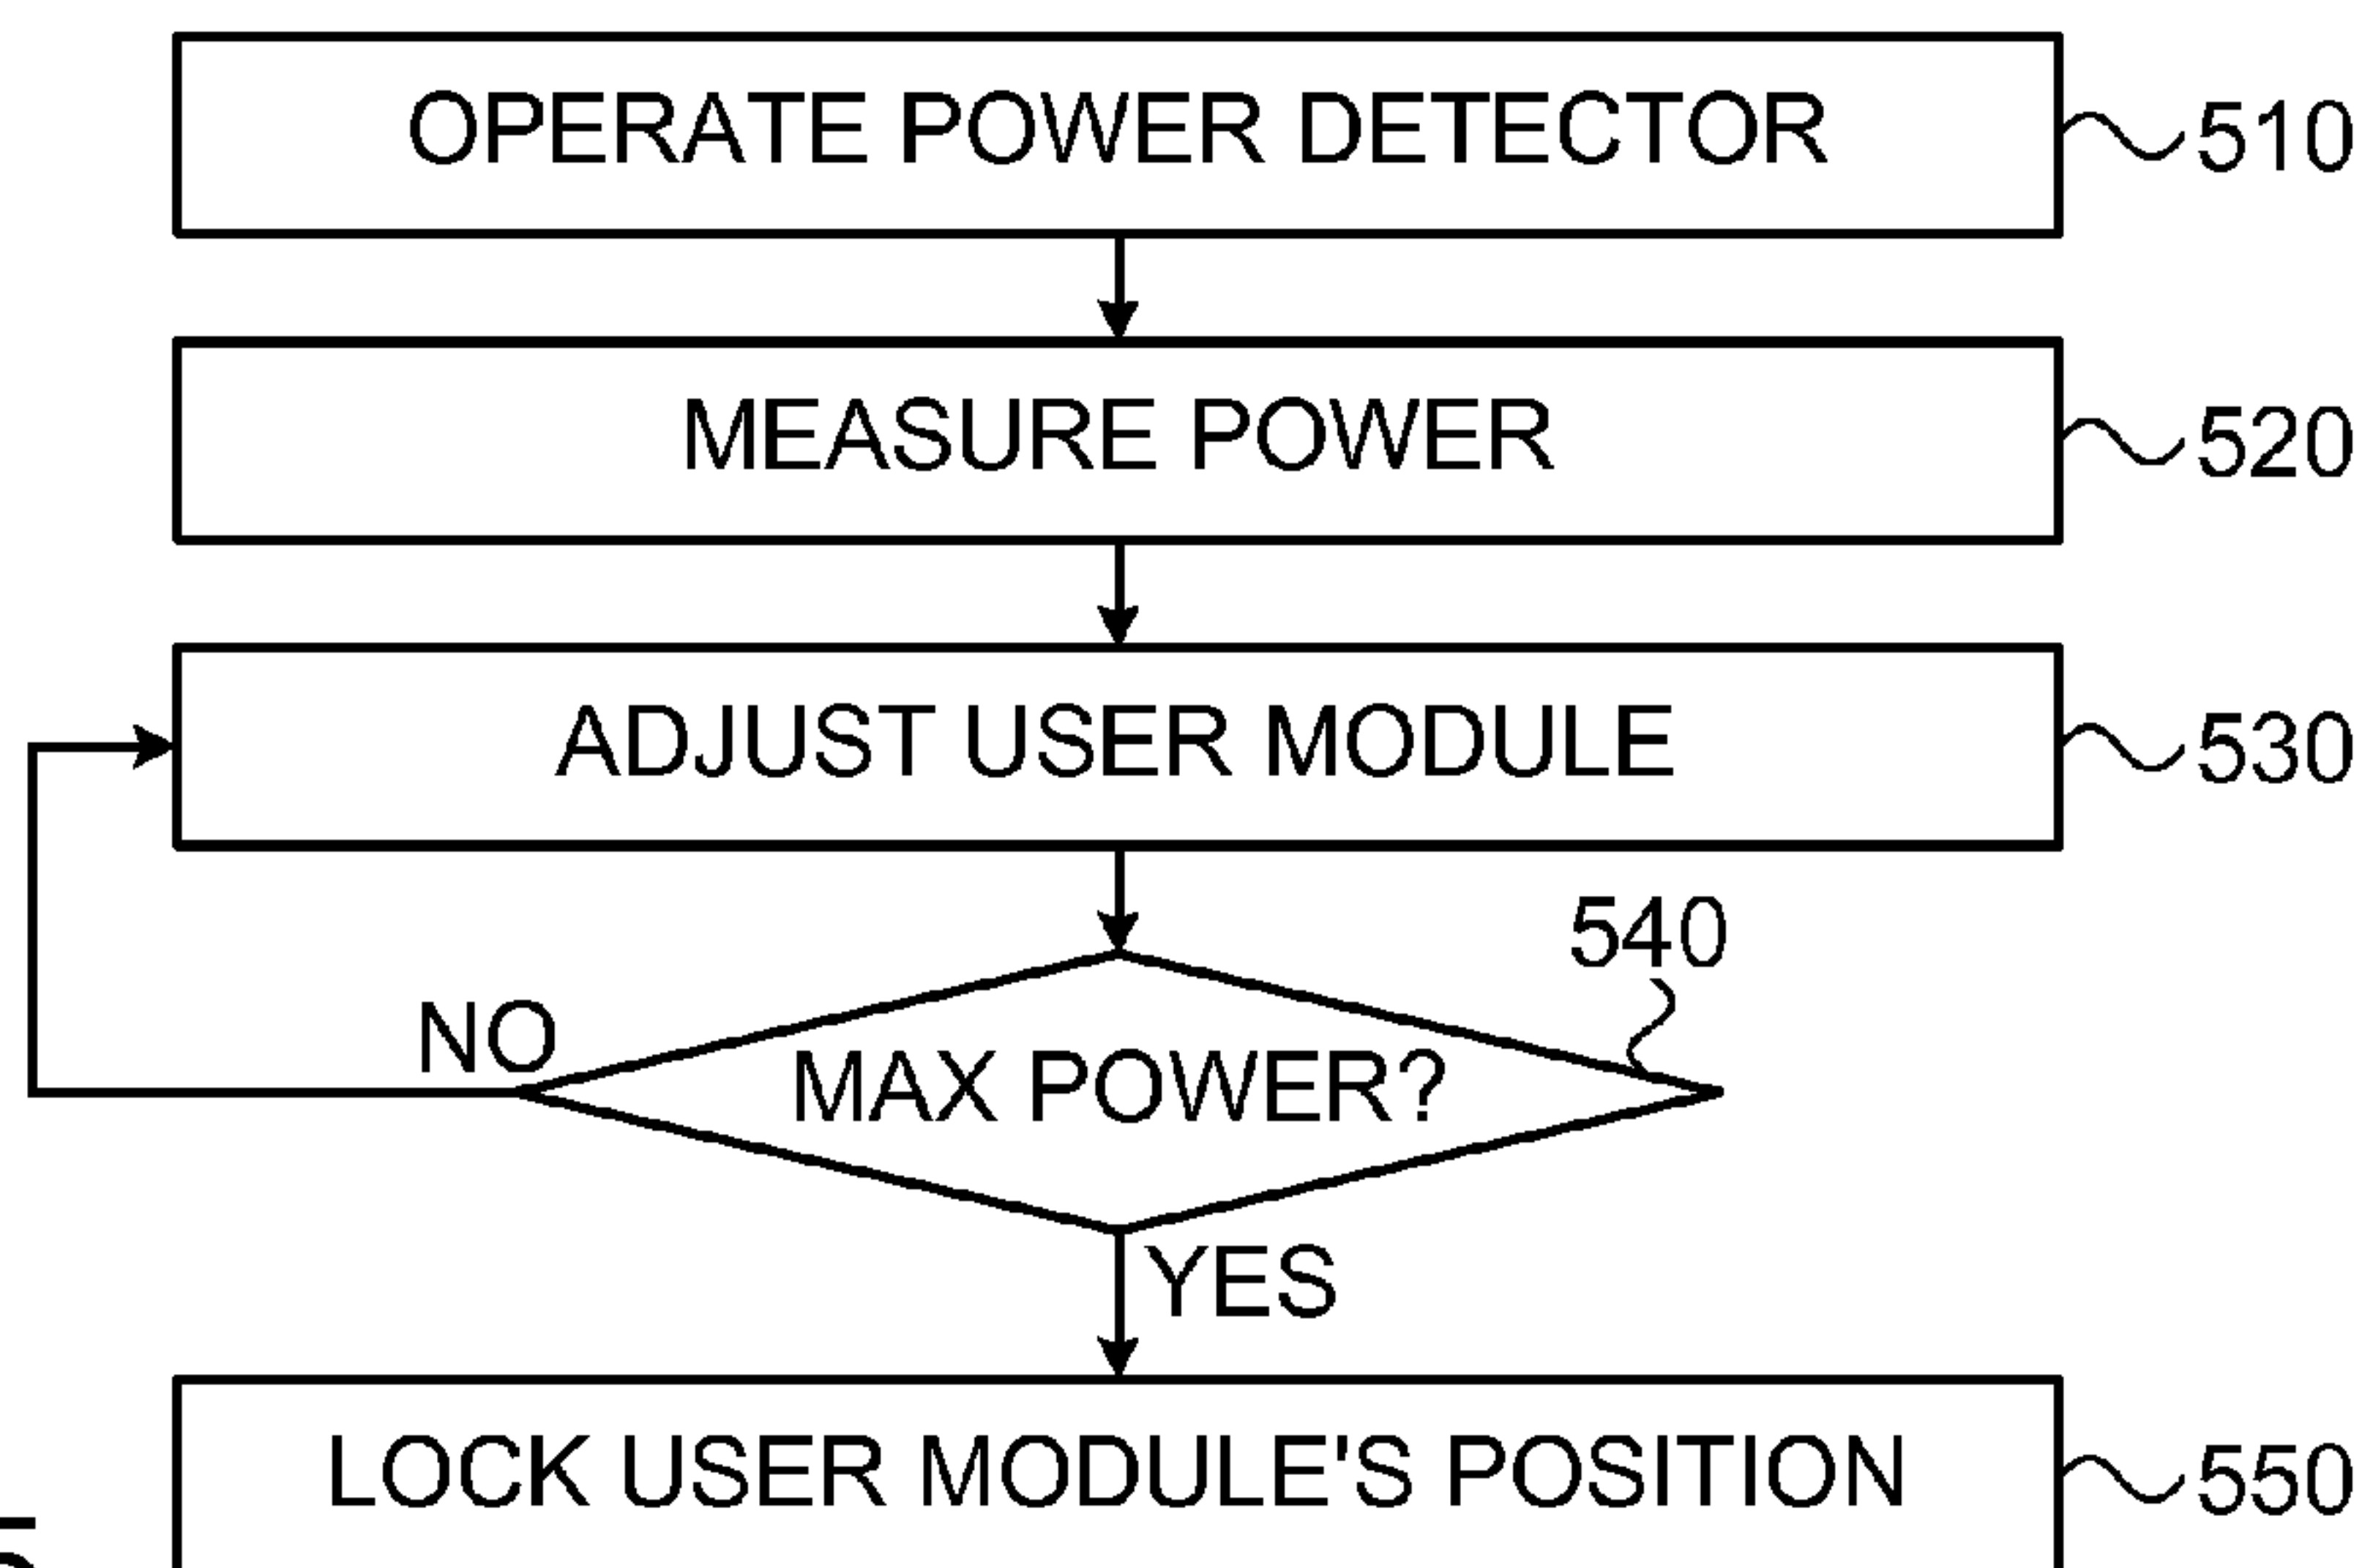 OPERATE POWER DETECTOR
510
MEASURE POWER
520
ADJUST USER MODULE
530
540
NO
MAX POWER?
YES
LOCK USER MODULE'S POSITION
550